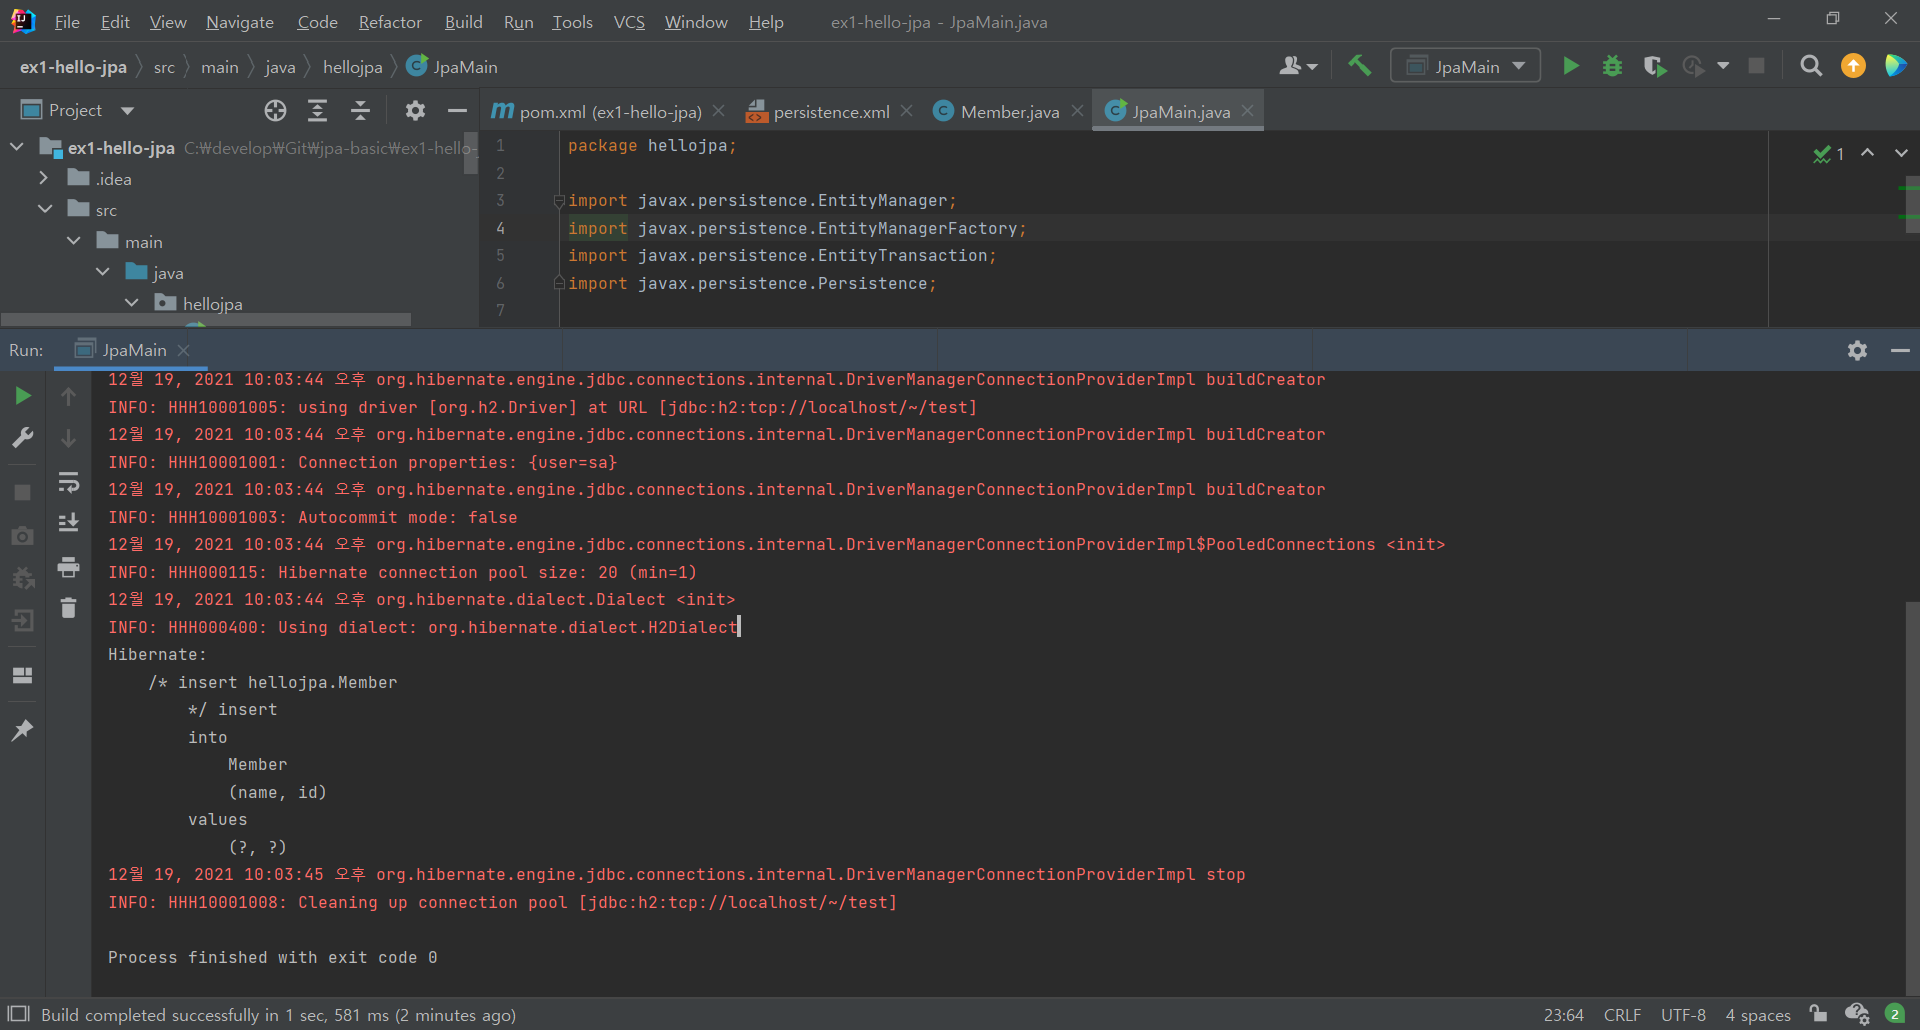 File Edit View Navigate Code Refactor Build Run Tools VCS Window Help ex1-hello-jpa - JpaMain.java
ex1-hello-jpa src main java hellojpa JpaMain
JpaMain
Project
pom.xml (ex1-hello-jpa) persistence.xml Member.java JpaMain.java
ex1-hello-jpa C:₩develop₩Git₩jpa-basic₩ex1-hello-
.idea
src
main
java
hellojpa
1 package hellojpa;
2
3 import javax.persistence.EntityManager;
4 import javax.persistence.EntityManagerFactory;
5 import javax.persistence.EntityTransaction;
6 import javax.persistence.Persistence;
7
1
Run: JpaMain
12월 19, 2021 10:03:44 오후 org.hibernate.engine.jdbc.connections.internal.DriverManagerConnectionProviderImpl buildCreator
INFO: HHH10001005: using driver [org.h2.Driver] at URL [jdbc:h2:tcp://localhost/~/test]
12월 19, 2021 10:03:44 오후 org.hibernate.engine.jdbc.connections.internal.DriverManagerConnectionProviderImpl buildCreator
INFO: HHH10001001: Connection properties: {user=sa}
12월 19, 2021 10:03:44 오후 org.hibernate.engine.jdbc.connections.internal.DriverManagerConnectionProviderImpl buildCreator
INFO: HHH10001003: Autocommit mode: false
12월 19, 2021 10:03:44 오후 org.hibernate.engine.jdbc.connections.internal.DriverManagerConnectionProviderImpl$PooledConnections <init>
INFO: HHH000115: Hibernate connection pool size: 20 (min=1)
12월 19, 2021 10:03:44 오후 org.hibernate.dialect.Dialect <init>
INFO: HHH000400: Using dialect: org.hibernate.dialect.H2Dialect
Hibernate:
/* insert hellojpa.Member
*/ insert
into
Member
(name, id)
values
(?, ?)
12월 19, 2021 10:03:45 오후 org.hibernate.engine.jdbc.connections.internal.DriverManagerConnectionProviderImpl stop
INFO: HHH10001008: Cleaning up connection pool [jdbc:h2:tcp://localhost/~/test]
Process finished with exit code 0
Build completed successfully in 1 sec, 581 ms (2 minutes ago) 23:64 CRLF UTF-8 4 spaces 2